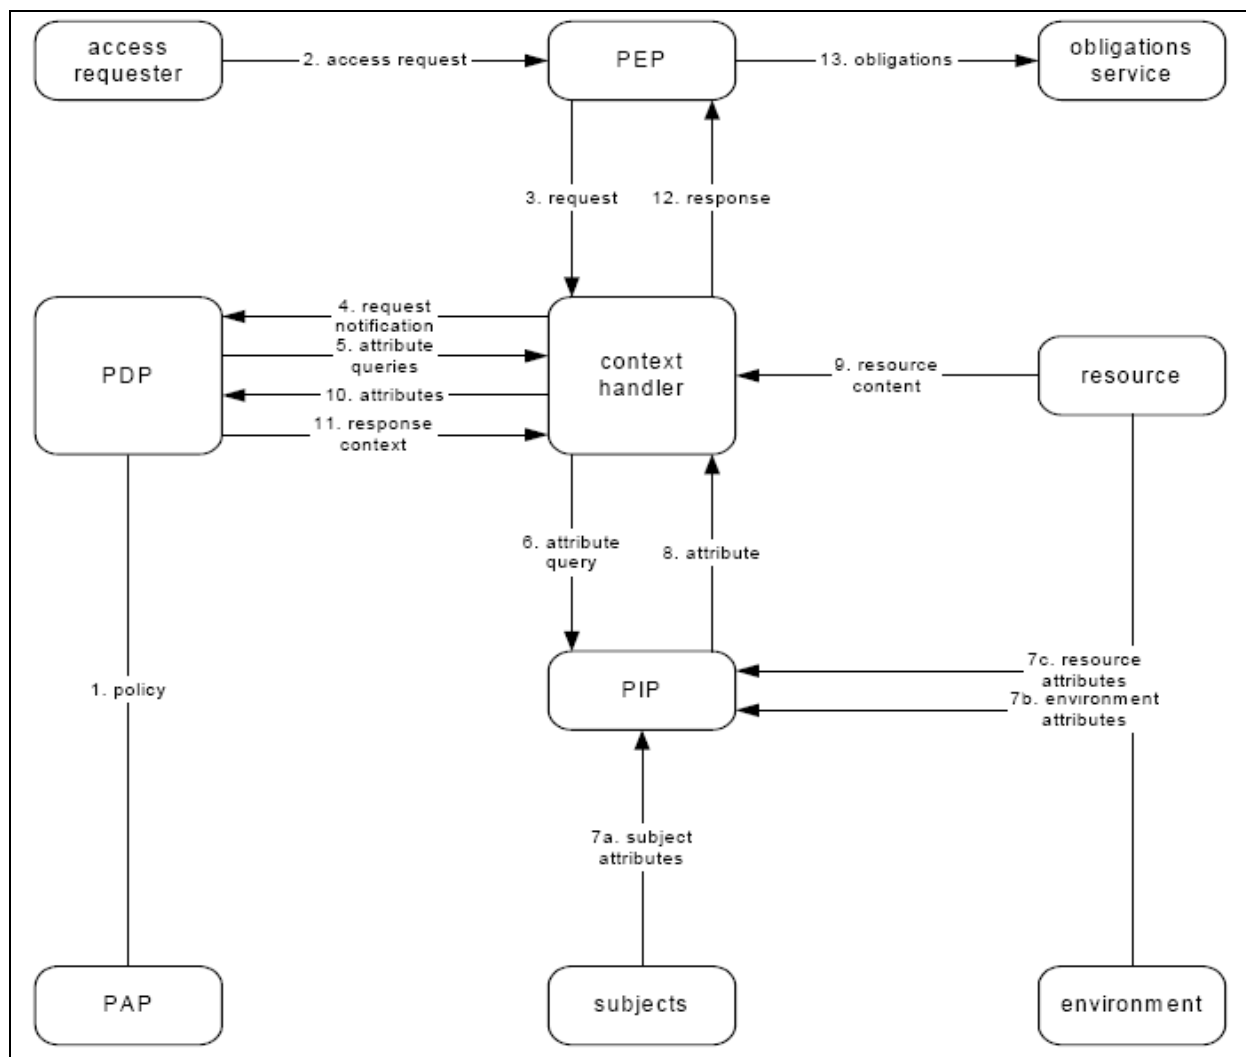 access
requester
2. access request
PEP
13. obligations
obligations
service
3. request
12. response
4. request
notification
5. attribute
queries
PDP
10. attributes
11. response
context
context
handler
9. resource
content
resource
6. attribute
query
8. attribute
1. policy
PIP
7c. resource
attributes
7b. environment
attributes
7a. subject
attributes
PAP
subjects
environment